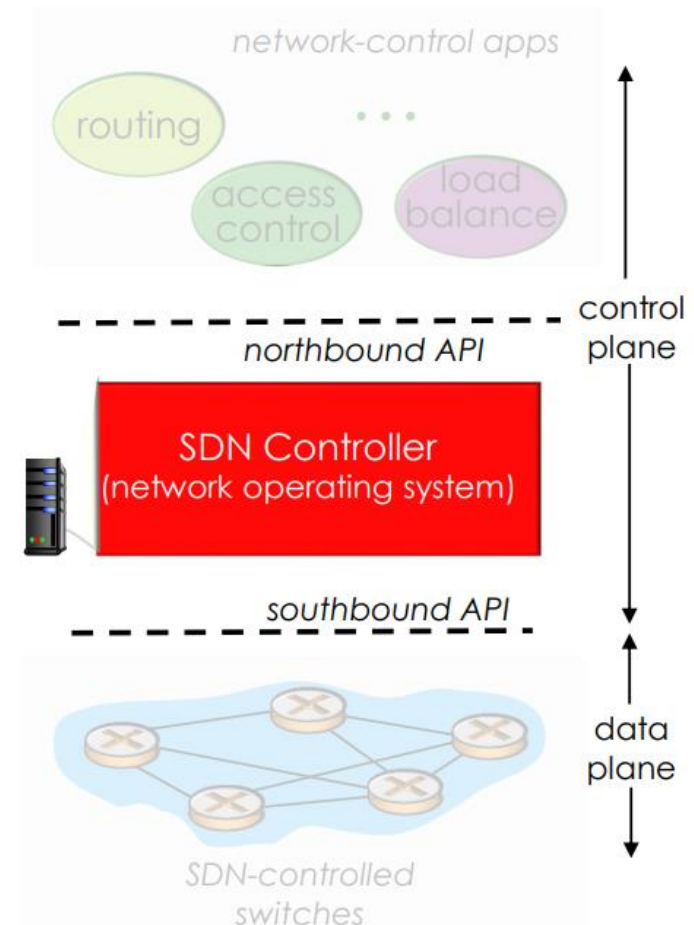 network-control apps
routing
. . .
access
control
load
balance
control
plane
northbound API
SDN Controller
(network operating system)
southbound API
data
plane
SDN-controlled
switches